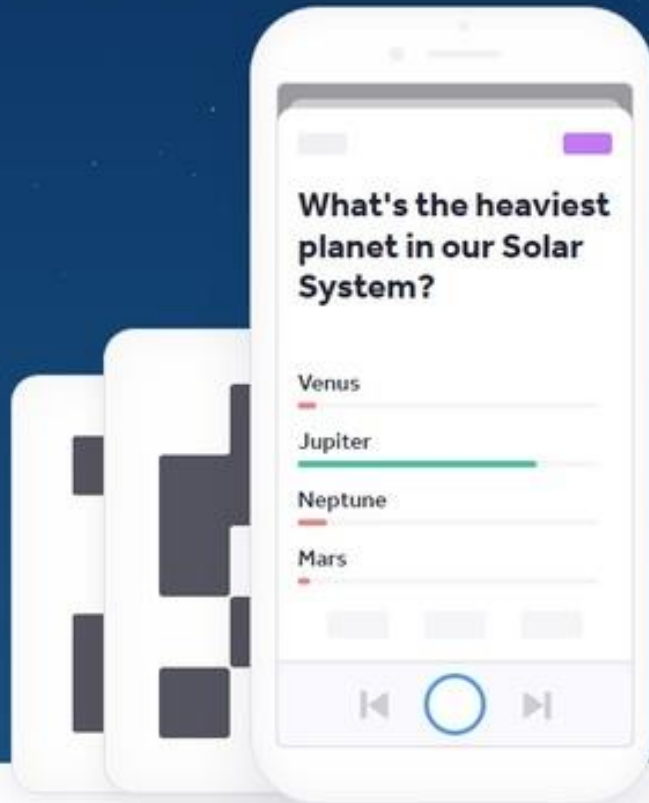 What's the heaviest
planet in our Solar
System?
Venus
Jupiter
Neptune
Mars